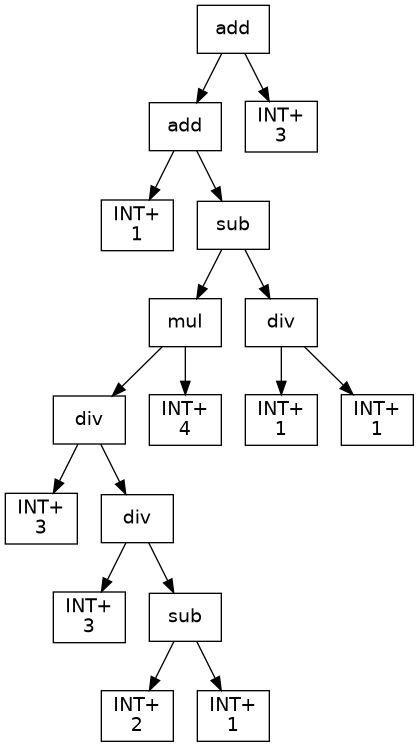 add
add
INT+
3
INT+
1
sub
mul
div
div
INT+
4
INT+
1
INT+
1
INT+
3
div
INT+
3
sub
INT+
2
INT+
1